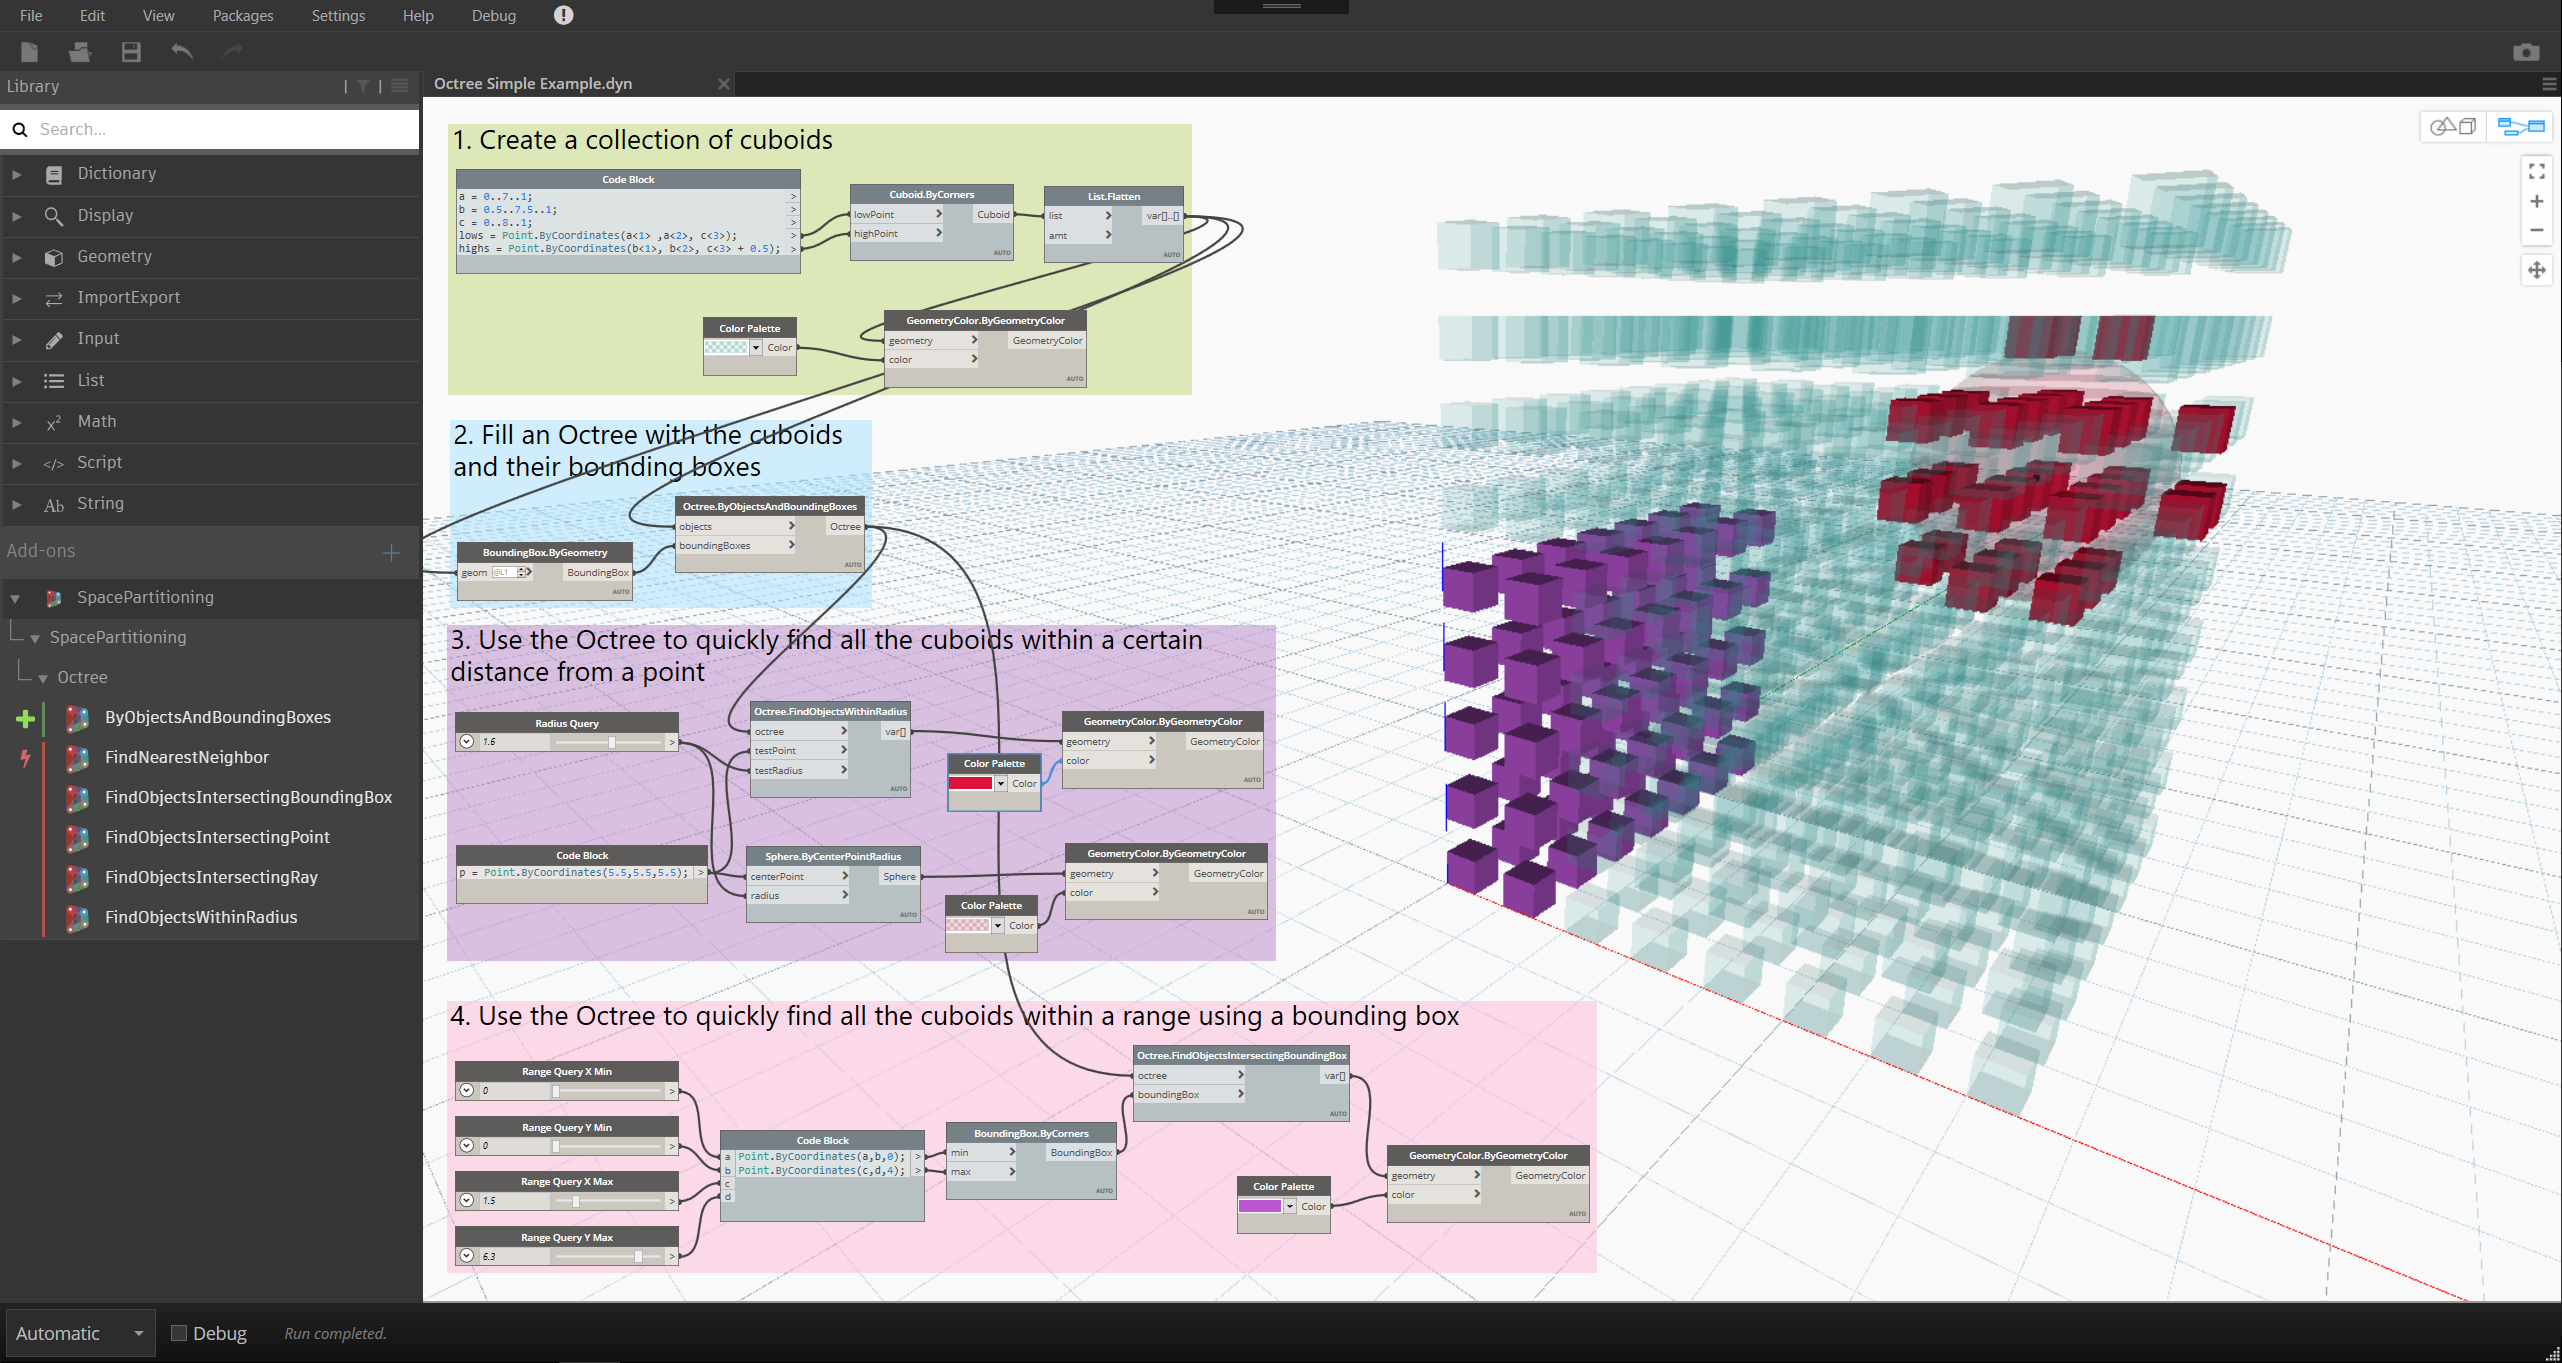 File Edit View Packages Settings Help Debug
Library
Octree Simple Example.dyn
Search...
Dictionary
Display
Geometry
ImportExport
Input
List
Math
Script
String
Add-ons
SpacePartitioning
SpacePartitioning
Octree
ByObjectsAndBoundingBoxes
FindNearestNeighbor
FindObjectsIntersectingBoundingBox
FindObjectsIntersectingPoint
FindObjectsIntersectingRay
FindObjectsWithinRadius
1. Create a collection of cuboids
Code Block
a = 0..7..1;
b = 0.5..7.5..1;
c = 0..8..1;
lows = Point.ByCoordinates(a<1> ,a<2>, c<3>);
highs = Point.ByCoordinates(b<1>, b<2>, c<3> + 0.5);
Cuboid.ByCorners
lowPoint > Cuboid
highPoint >
AUTO
List.Flatten
list > var[]..[]
amt >
AUTO
Color Palette
Color
GeometryColor.ByGeometryColor
geometry > GeometryColor
color >
AUTO
2. Fill an Octree with the cuboids
and their bounding boxes
Octree.ByObjectsAndBoundingBoxes
objects > Octree
boundingBoxes >
AUTO
BoundingBox.ByGeometry
geom @L1 > BoundingBox
AUTO
3. Use the Octree to quickly find all the cuboids within a certain
distance from a point
Radius Query
1.6 >
Octree.FindObjectsWithinRadius
octree > var[]
testPoint >
testRadius >
AUTO
GeometryColor.ByGeometryColor
geometry > GeometryColor
color >
AUTO
Color Palette
Color
Code Block
p = Point.ByCoordinates(5.5,5.5,5.5); >
Sphere.ByCenterPointRadius
centerPoint > Sphere
radius >
AUTO
GeometryColor.ByGeometryColor
geometry > GeometryColor
color >
AUTO
Color Palette
Color
4. Use the Octree to quickly find all the cuboids within a range using a bounding box
Range Query X Min
0 >
Range Query Y Min
0 >
Range Query X Max
1.5 >
Range Query Y Max
6.3 >
Code Block
a Point.ByCoordinates(a,b,0); >
b Point.ByCoordinates(c,d,4); >
c
d
BoundingBox.ByCorners
min > BoundingBox
max >
AUTO
Octree.FindObjectsIntersectingBoundingBox
octree > var[]
boundingBox >
AUTO
Color Palette
Color
GeometryColor.ByGeometryColor
geometry > GeometryColor
color >
AUTO
Automatic Debug Run completed.